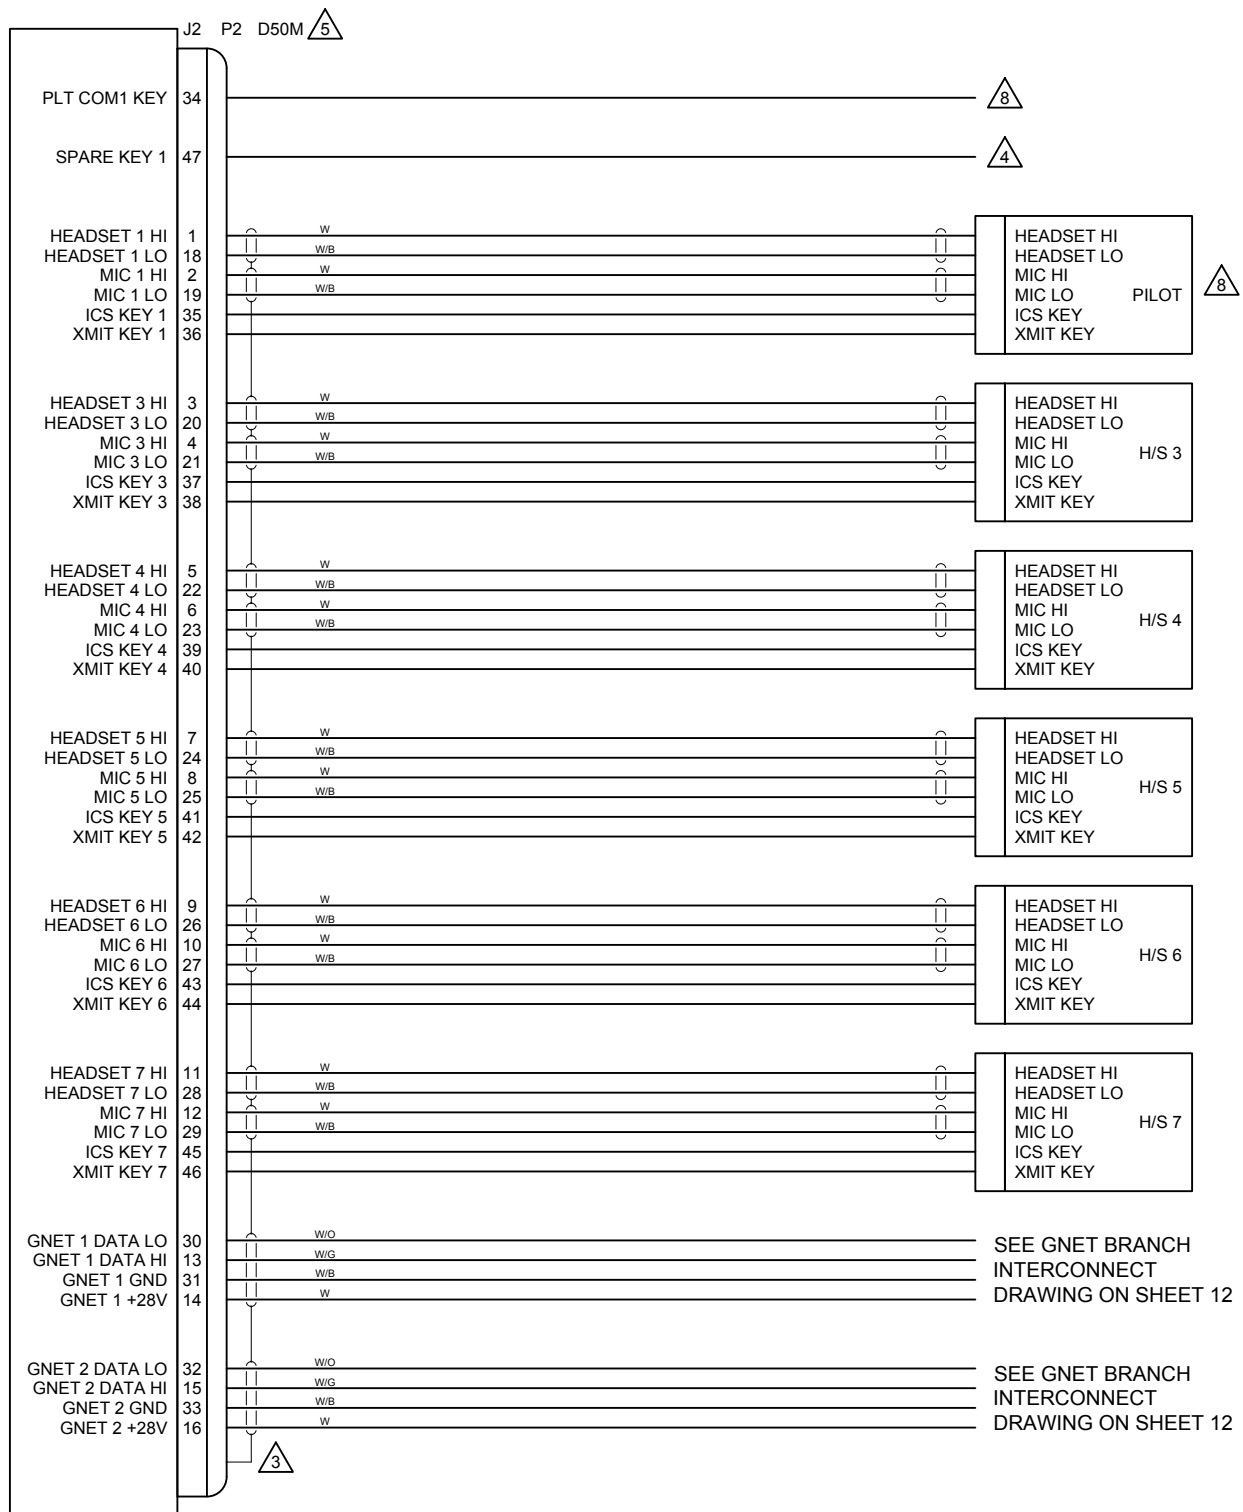 J2 P2 D50M 5
PLT COM1 KEY 34 8
SPARE KEY 1 47 4
HEADSET 1 HI 1 W HEADSET HI
HEADSET 1 LO 18 W/B HEADSET LO
MIC 1 HI 2 W MIC HI
MIC 1 LO 19 W/B MIC LO PILOT 8
ICS KEY 1 35 ICS KEY
XMIT KEY 1 36 XMIT KEY
HEADSET 3 HI 3 W HEADSET HI
HEADSET 3 LO 20 W/B HEADSET LO
MIC 3 HI 4 W MIC HI
MIC 3 LO 21 W/B MIC LO H/S 3
ICS KEY 3 37 ICS KEY
XMIT KEY 3 38 XMIT KEY
HEADSET 4 HI 5 W HEADSET HI
HEADSET 4 LO 22 W/B HEADSET LO
MIC 4 HI 6 W MIC HI
MIC 4 LO 23 W/B MIC LO H/S 4
ICS KEY 4 39 ICS KEY
XMIT KEY 4 40 XMIT KEY
HEADSET 5 HI 7 W HEADSET HI
HEADSET 5 LO 24 W/B HEADSET LO
MIC 5 HI 8 W MIC HI
MIC 5 LO 25 W/B MIC LO H/S 5
ICS KEY 5 41 ICS KEY
XMIT KEY 5 42 XMIT KEY
HEADSET 6 HI 9 W HEADSET HI
HEADSET 6 LO 26 W/B HEADSET LO
MIC 6 HI 10 W MIC HI
MIC 6 LO 27 W/B MIC LO H/S 6
ICS KEY 6 43 ICS KEY
XMIT KEY 6 44 XMIT KEY
HEADSET 7 HI 11 W HEADSET HI
HEADSET 7 LO 28 W/B HEADSET LO
MIC 7 HI 12 W MIC HI
MIC 7 LO 29 W/B MIC LO H/S 7
ICS KEY 7 45 ICS KEY
XMIT KEY 7 46 XMIT KEY
GNET 1 DATA LO 30 W/O
GNET 1 DATA HI 13 W/G
GNET 1 GND 31 W/B
GNET 1 +28V 14 W
SEE GNET BRANCH
INTERCONNECT
DRAWING ON SHEET 12
GNET 2 DATA LO 32 W/O
GNET 2 DATA HI 15 W/G
GNET 2 GND 33 W/B
GNET 2 +28V 16 W
SEE GNET BRANCH
INTERCONNECT
DRAWING ON SHEET 12
3